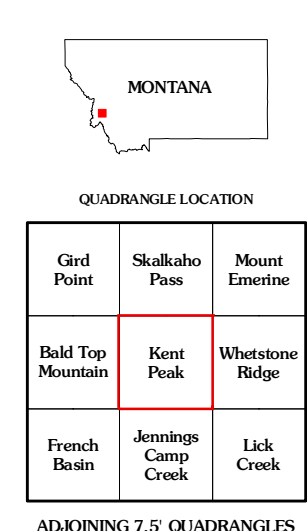 MONTANA
QUADRANGLE LOCATION
Gird
Point
Skalkaho
Pass
Mount
Emerine
Bald Top
Mountain
Kent
Peak
Whetstone
Ridge
French
Basin
Jennings
Camp
Creek
Lick
Creek
ADJOINING 7.5' QUADRANGLES